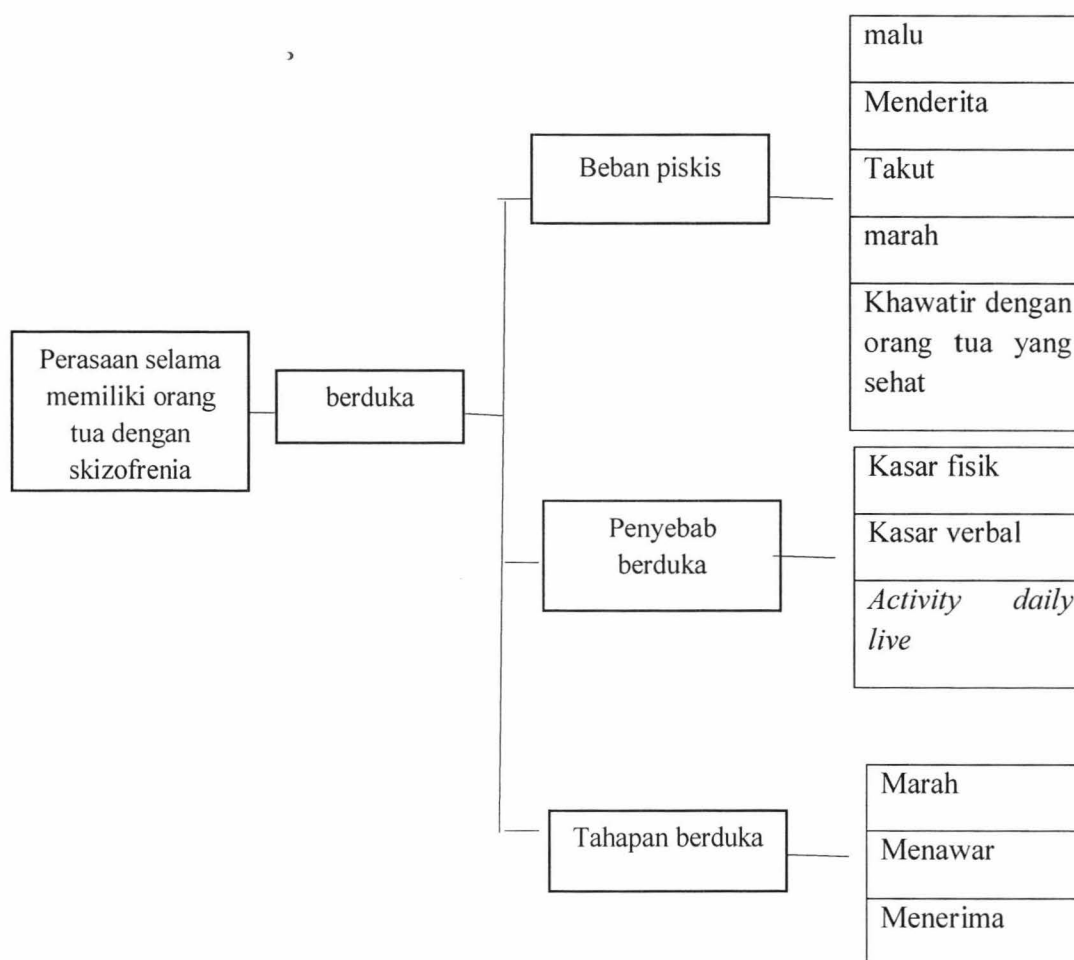 Perasaan selama
memiliki orang
tua dengan
skizofrenia
berduka
Beban piskis
malu
Menderita
Takut
marah
Khawatir dengan
orang tua yang
sehat
Penyebab
berduka
Kasar fisik
Kasar verbal
Activity daily
live
Tahapan berduka
Marah
Menawar
Menerima